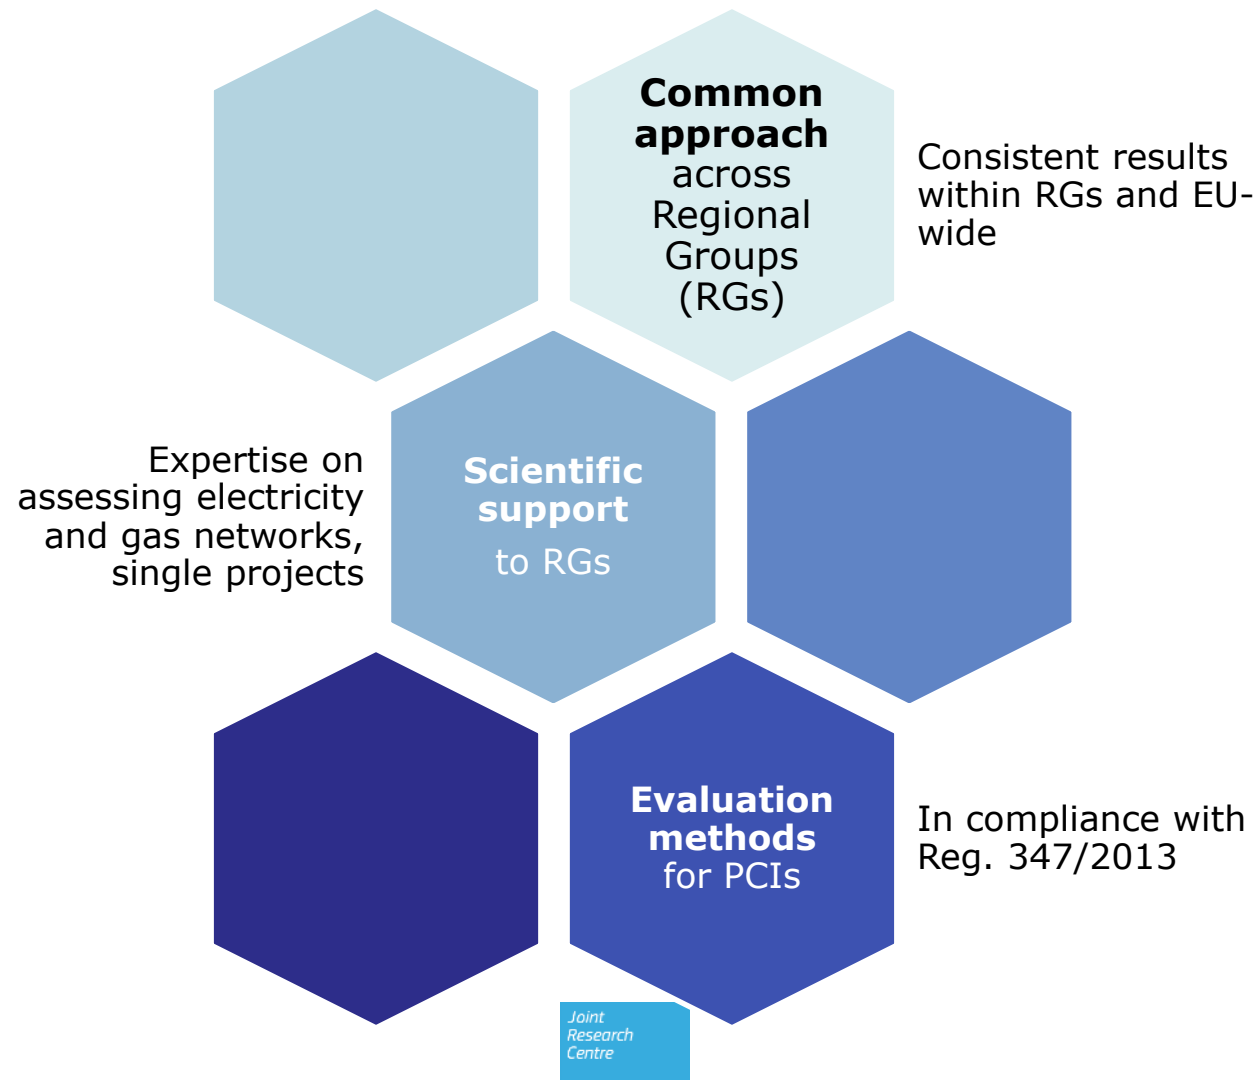 Common
approach
across
Regional
Groups
(RGs)
Consistent results
within RGs and EU-
wide
Expertise on
assessing electricity
and gas networks,
single projects
Scientific
support
to RGs
Evaluation
methods
for PCIs
In compliance with
Reg. 347/2013
Joint
Research
Centre